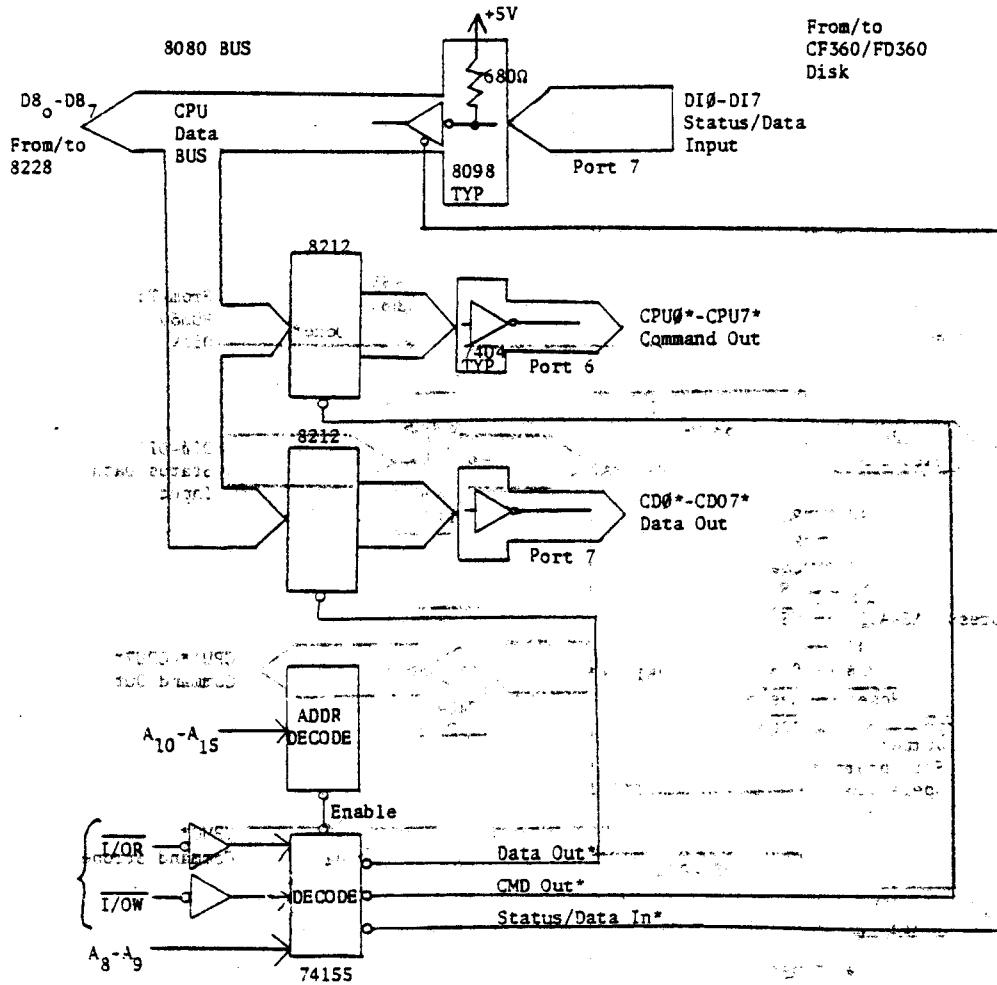 +5V
From/to
CF360/FD360
Disk
8080 BUS
680Ω
D8₀-DB₇
CPU
Data
BUS
From/to
8228
DIØ-DI7
Status/Data
Input
Port 7
8098
TYP
8212
7404
TYP
Port 6
CPUØ*-CPU7*
Command Out
8212
CDØ*-CDO7*
Data Out
Port 7
ADDR
DECODE
A₁₀-A₁₅
Enable
I/OR
Data Out*
I/OW
DECODE
CMD Out*
Status/Data In*
A₈-A₉
74155